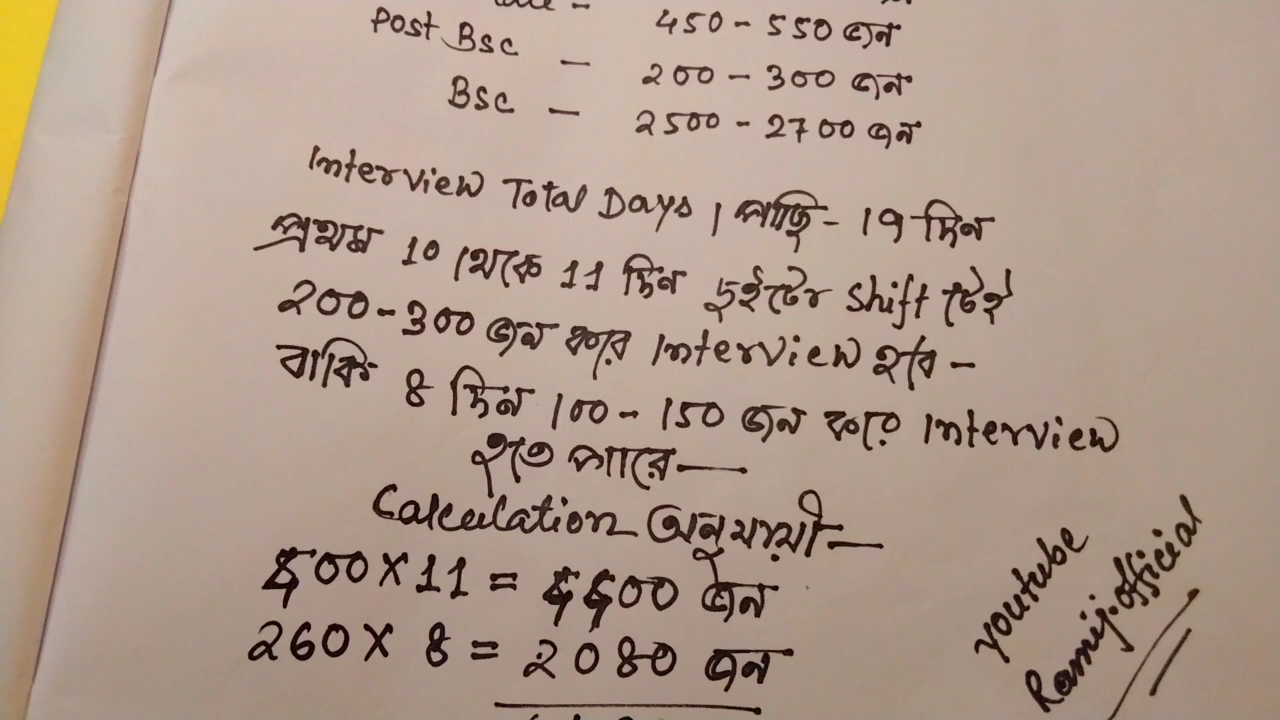 450 - 550 জন
Post Bsc - 200 - 300 জন
Bsc - 2500 - 2700 জন
Interview Total Days । পাচ্ছি - 19 দিন
প্রথম 10 থেকে 11 দিন দুইটের shift টেই
200 - 300 জন করে Interview হবে -
বাকি 8 দিন 100 - 150 জন করে Interview
হতে পারে —
Calculation অনুযায়ী —
400 X 11 = 4400 জন
260 X 8 = 2080 জন
youtube
Ramij.official